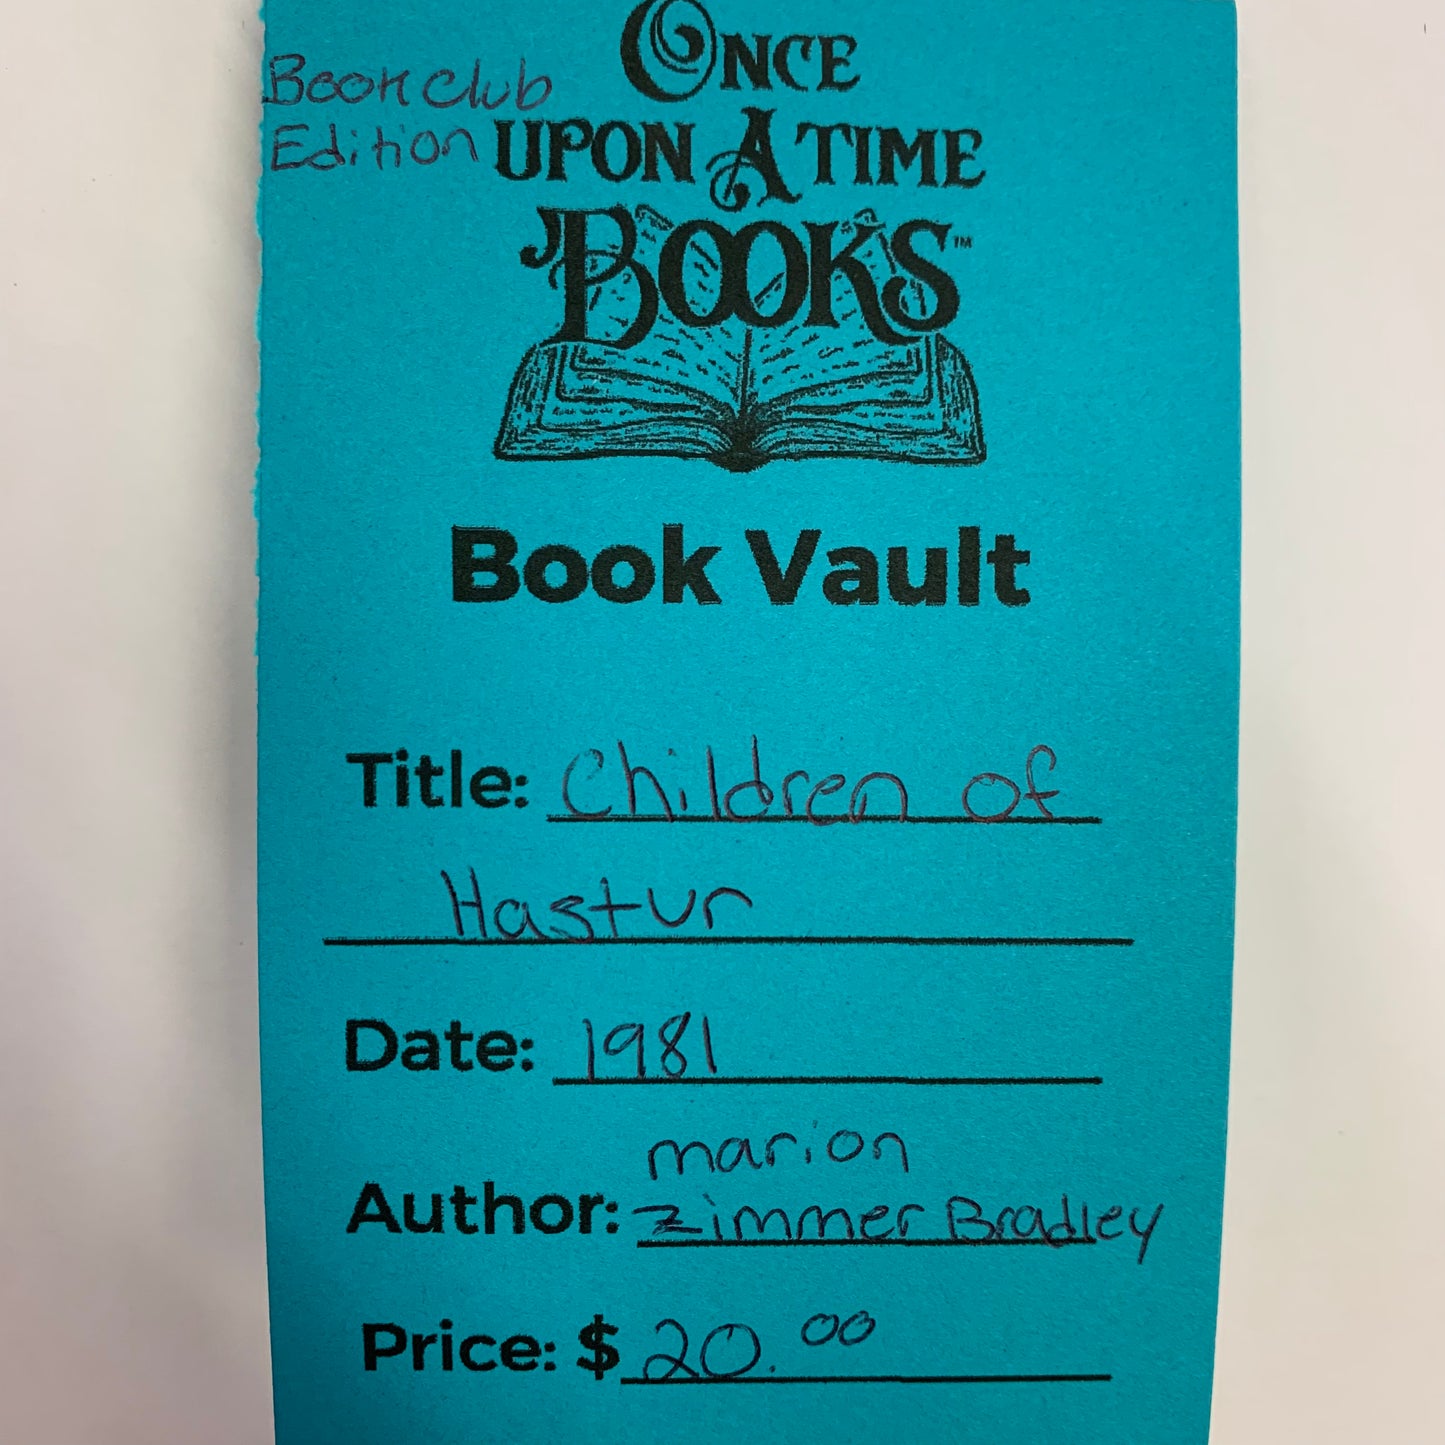 Book Club
Edition
ONCE
UPON A TIME
BOOKS™
Book Vault
Title: Children of
Hastur
Date: 1981
marion
Author: Zimmer Bradley
Price: $ 20.00